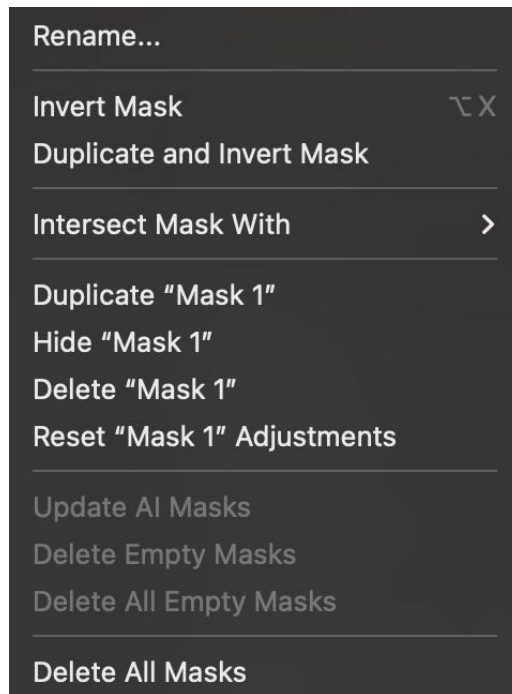 Rename...
Invert Mask ⌥ X
Duplicate and Invert Mask
Intersect Mask With
Duplicate “Mask 1”
Hide “Mask 1”
Delete “Mask 1”
Reset “Mask 1” Adjustments
Update AI Masks
Delete Empty Masks
Delete All Empty Masks
Delete All Masks